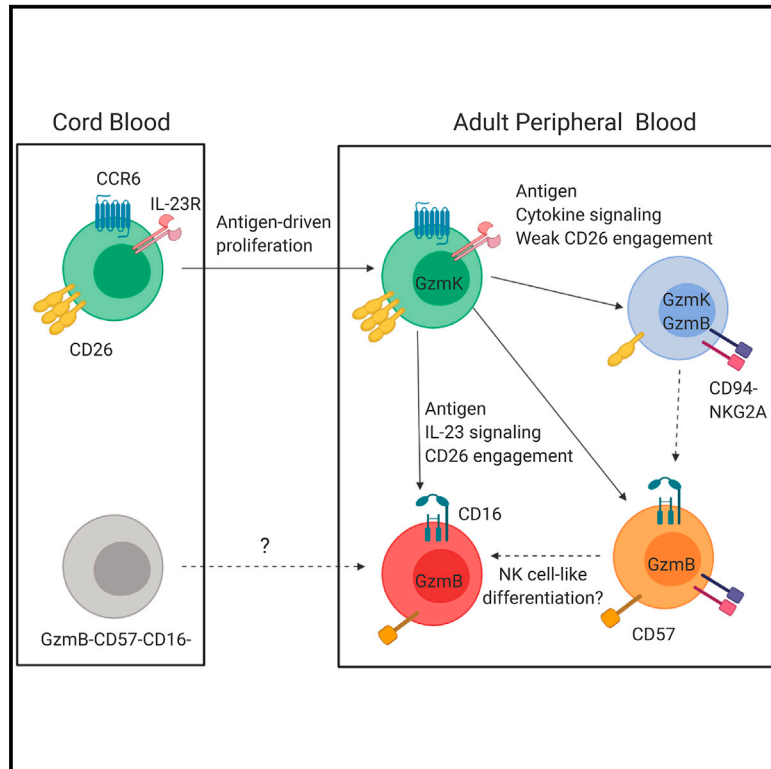 Cord Blood
Adult Peripheral Blood
CCR6
IL-23R
CD26
Antigen-driven
proliferation
GzmK
Antigen
Cytokine signaling
Weak CD26 engagement
GzmK
GzmB
CD94-
NKG2A
Antigen
IL-23 signaling
CD26 engagement
GzmB-CD57-CD16-
?
CD16
GzmB
NK cell-like
differentiation?
GzmB
CD57